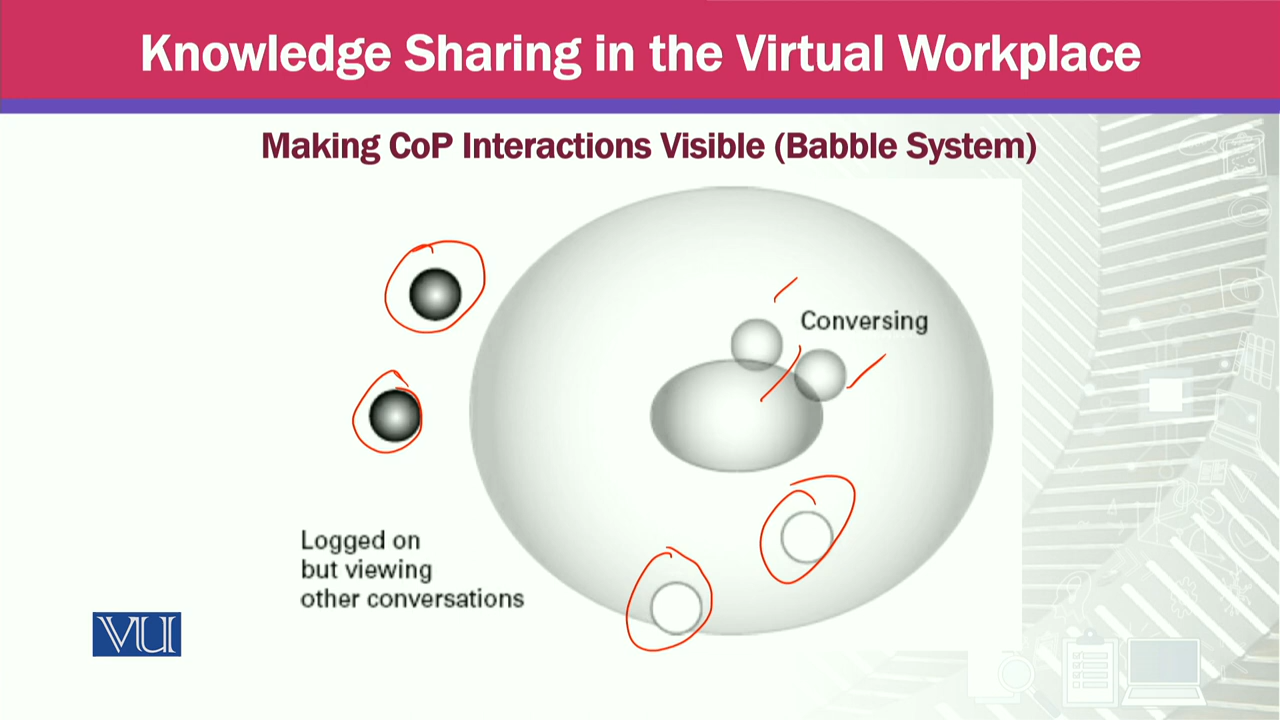 Knowledge Sharing in the Virtual Workplace
Making CoP Interactions Visible (Babble System)
Conversing
Logged on
but viewing
other conversations
VU